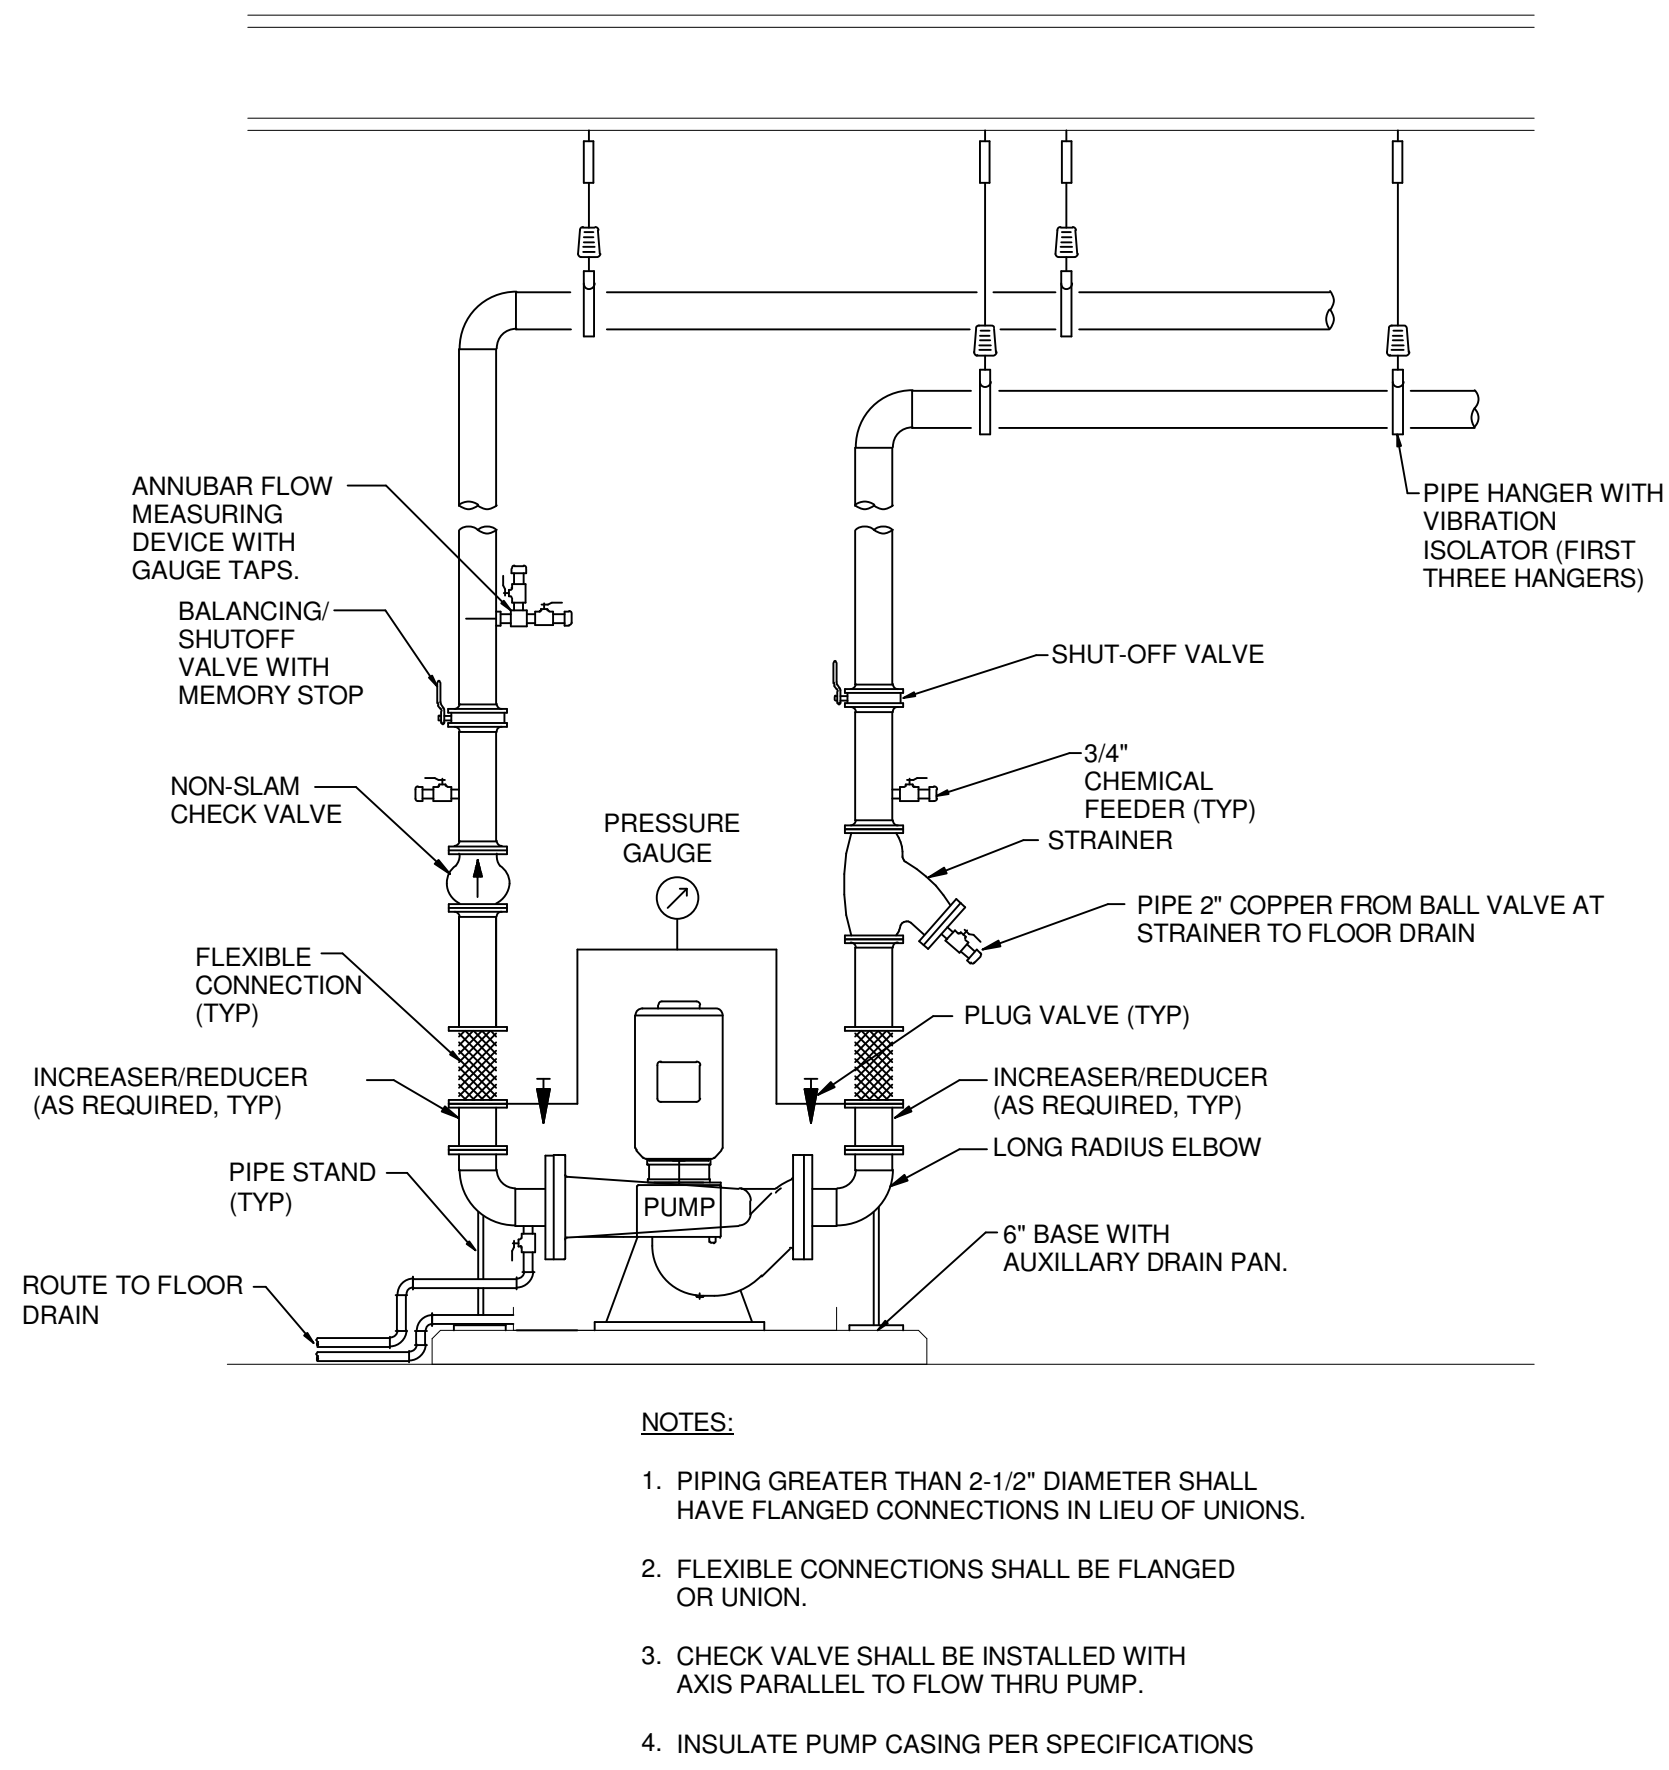 ANNUBAR FLOW
MEASURING
DEVICE WITH
GAUGE TAPS.
BALANCING/
SHUTOFF
VALVE WITH
MEMORY STOP
NON-SLAM
CHECK VALVE
FLEXIBLE
CONNECTION
(TYP)
INCREASER/REDUCER
(AS REQUIRED, TYP)
PIPE STAND
(TYP)
ROUTE TO FLOOR
DRAIN
PRESSURE
GAUGE
PUMP
PIPE HANGER WITH
VIBRATION
ISOLATOR (FIRST
THREE HANGERS)
SHUT-OFF VALVE
3/4"
CHEMICAL
FEEDER (TYP)
STRAINER
PIPE 2" COPPER FROM BALL VALVE AT
STRAINER TO FLOOR DRAIN
PLUG VALVE (TYP)
INCREASER/REDUCER
(AS REQUIRED, TYP)
LONG RADIUS ELBOW
6" BASE WITH
AUXILLARY DRAIN PAN.
NOTES:
1. PIPING GREATER THAN 2-1/2" DIAMETER SHALL
HAVE FLANGED CONNECTIONS IN LIEU OF UNIONS.
2. FLEXIBLE CONNECTIONS SHALL BE FLANGED
OR UNION.
3. CHECK VALVE SHALL BE INSTALLED WITH
AXIS PARALLEL TO FLOW THRU PUMP.
4. INSULATE PUMP CASING PER SPECIFICATIONS